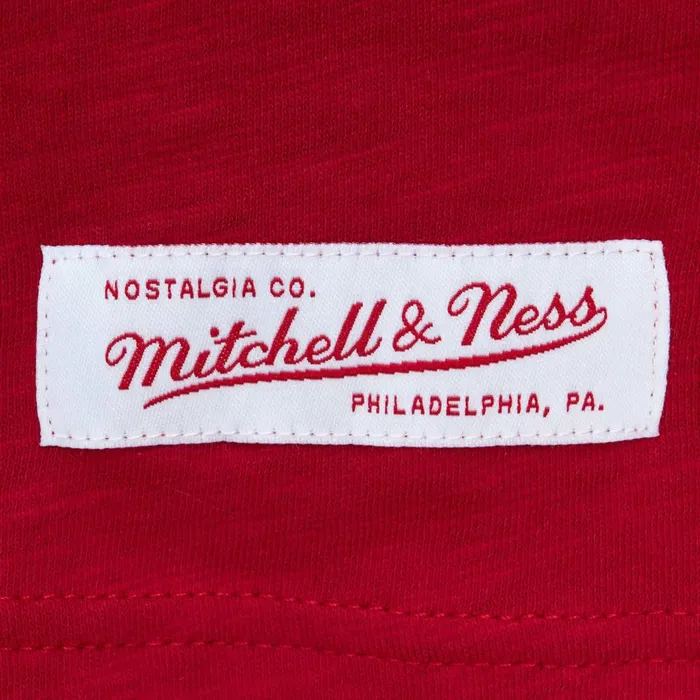 NOSTALGIA CO.
Mitchell & Ness
PHILADELPHIA, PA.